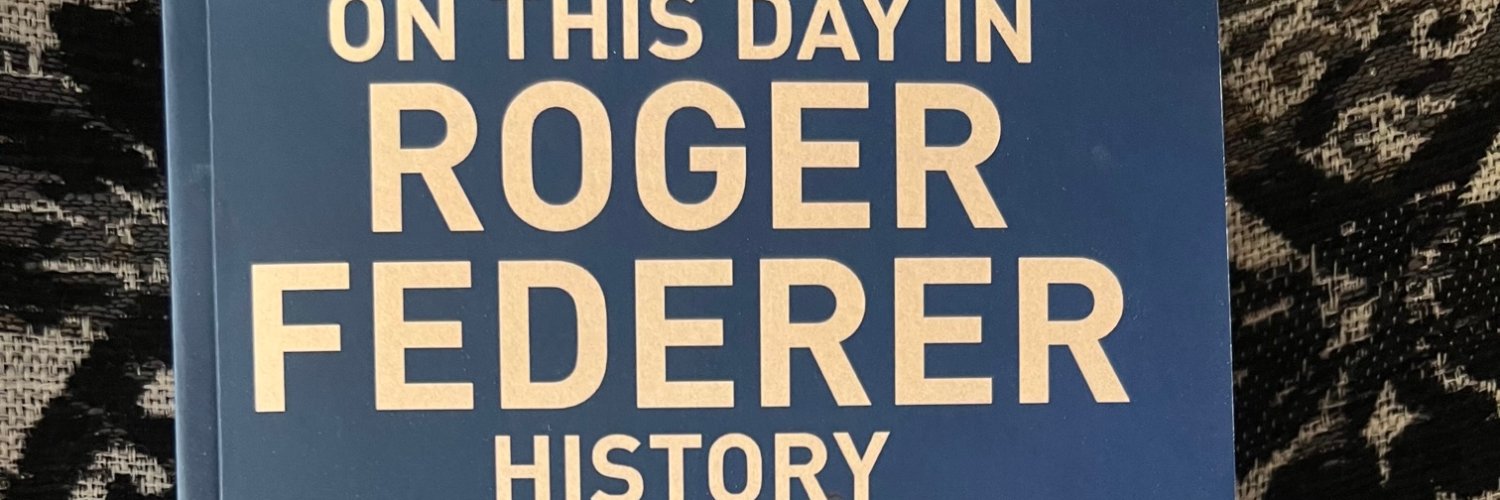 ON THIS DAY IN
ROGER
FEDERER
HISTORY